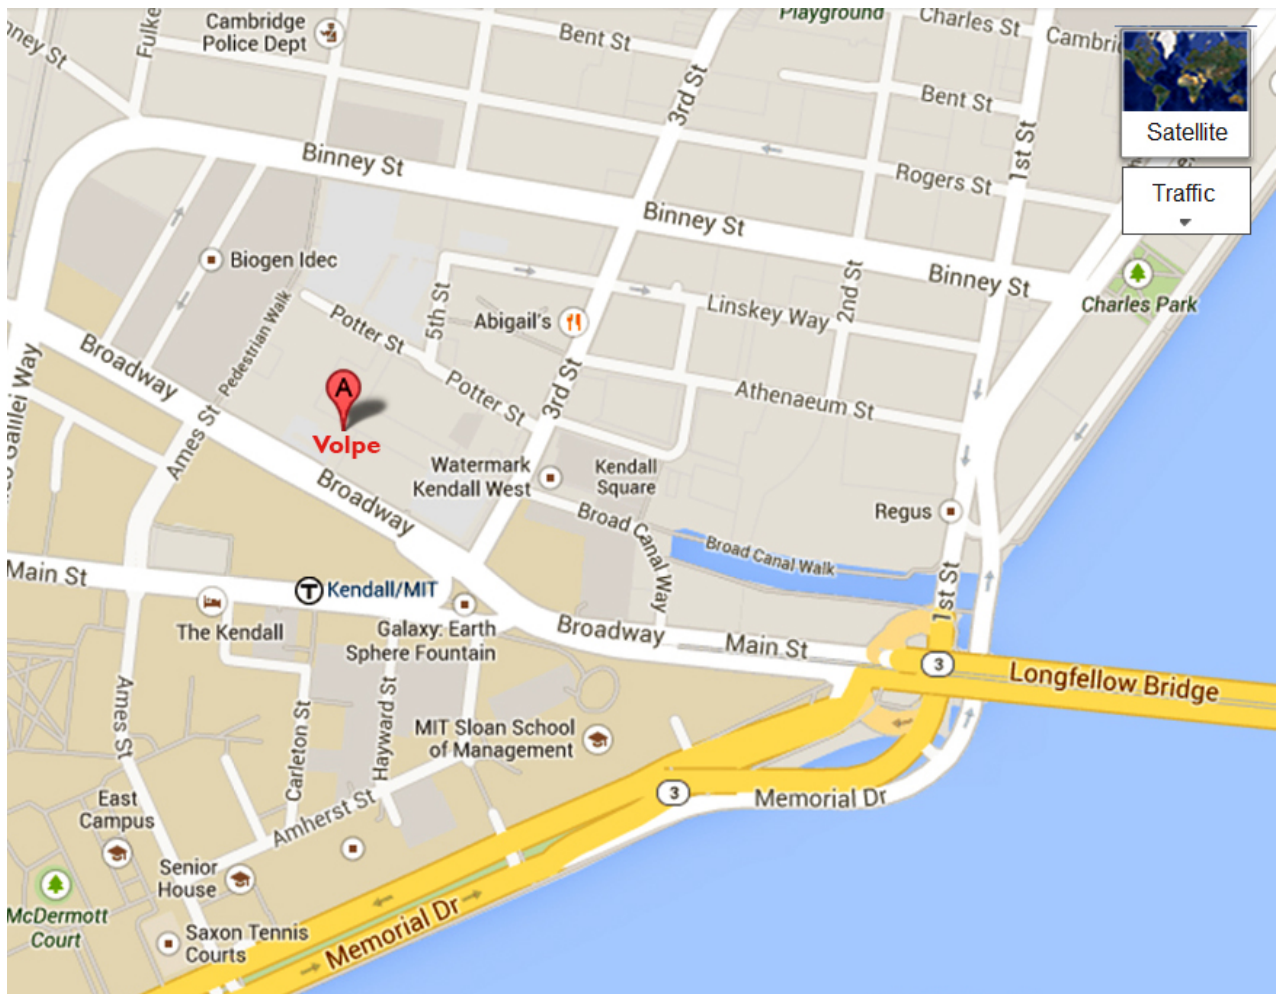 Cambridge
Police Dept
Bent St
Playground
Charles St
3rd St
Bent St
1st St
Satellite
Traffic
Binney St
Rogers St
Binney St
Binney St
Biogen Idec
5th St
2nd St
Linskey Way
Charles Park
Abigail's
Potter St
Pedestrian Walk
Broadway
Potter St
3rd St
Athenaeum St
A
Volpe
Ames St
Broadway
Watermark
Kendall West
Kendall
Square
Broad Canal Way
Regus
Broad Canal Walk
Main St
T
Kendall/MIT
1st St
The Kendall
Galaxy: Earth
Sphere Fountain
Broadway
Main St
3
Longfellow Bridge
Ames St
Carleton St
Hayward St
MIT Sloan School
of Management
3
Memorial Dr
East
Campus
Amherst St
Senior
House
McDermott
Court
Saxon Tennis
Courts
Memorial Dr